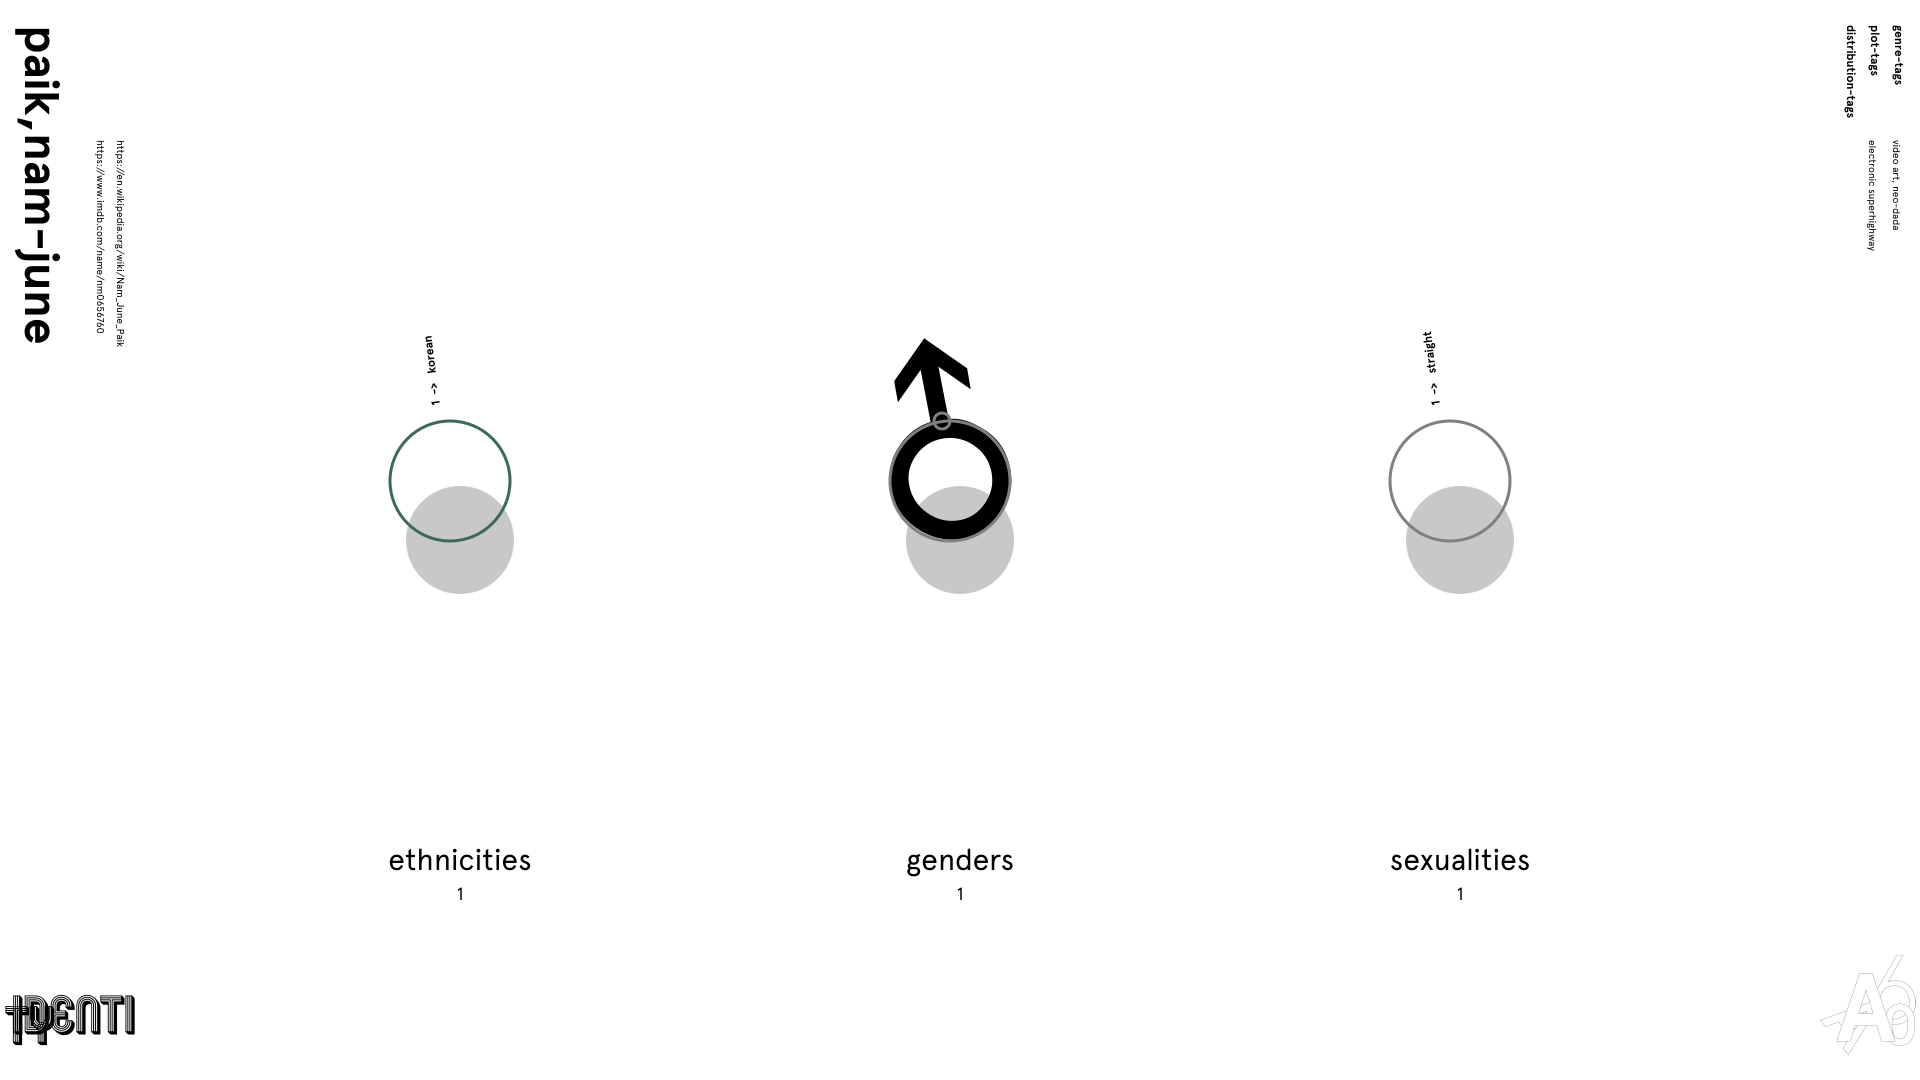 paik, nam-june
https://en.wikipedia.org/wiki/Nam_June_Paik
https://www.imdb.com/name/nm0656760
genre-tags
video art, neo-dada
plot-tags
electronic superhighway
distribution-tags
1 -> korean
1 -> straight
ethnicities
1
genders
1
sexualities
1
IDENTI
ty